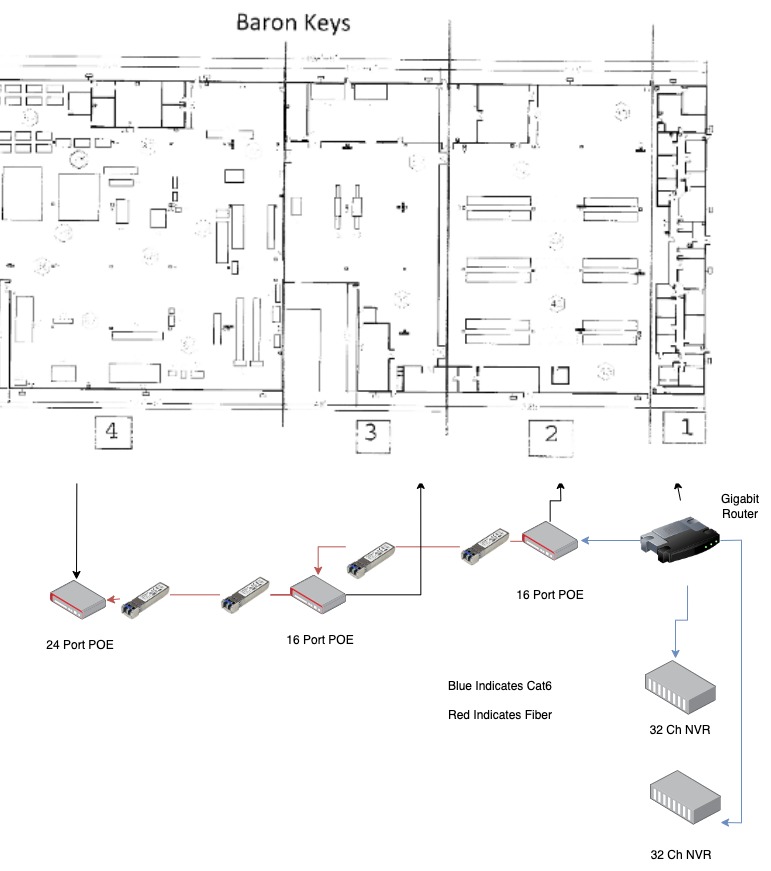 Baron Keys
4
3
2
1
Gigabit
Router
16 Port POE
24 Port POE
16 Port POE
Blue Indicates Cat6
Red Indicates Fiber
32 Ch NVR
32 Ch NVR